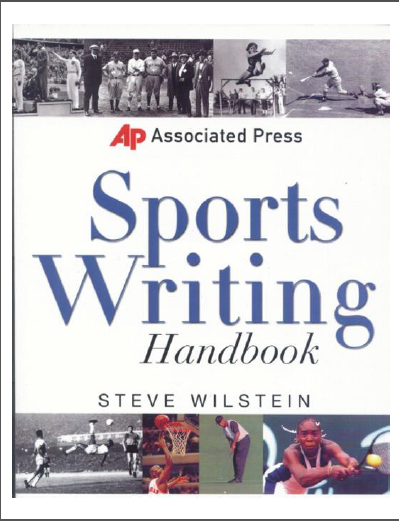 AP Associated Press
Sports
Writing
Handbook
STEVE WILSTEIN